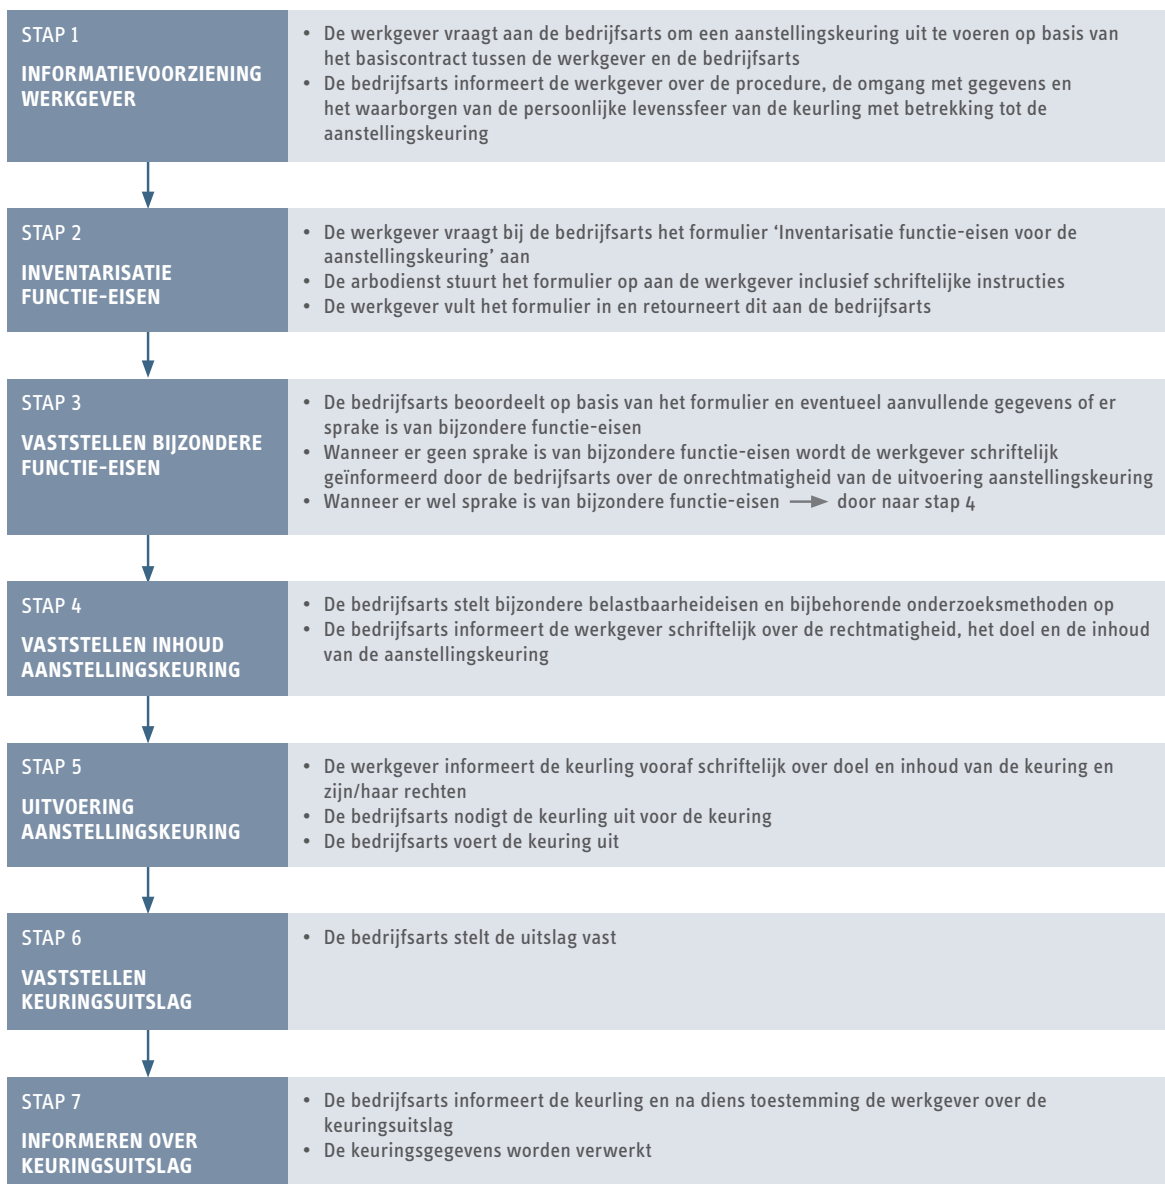 STAP 1
INFORMATIEVOORZIENING
WERKGEVER
• De werkgever vraagt aan de bedrijfsarts om een aanstellingskeuring uit te voeren op basis van
het basiscontract tussen de werkgever en de bedrijfsarts
• De bedrijfsarts informeert de werkgever over de procedure, de omgang met gegevens en
het waarborgen van de persoonlijke levenssfeer van de keurling met betrekking tot de
aanstellingskeuring
STAP 2
INVENTARISATIE
FUNCTIE-EISEN
• De werkgever vraagt bij de bedrijfsarts het formulier ‘Inventarisatie functie-eisen voor de
aanstellingskeuring’ aan
• De arbodienst stuurt het formulier op aan de werkgever inclusief schriftelijke instructies
• De werkgever vult het formulier in en retourneert dit aan de bedrijfsarts
STAP 3
VASTSTELLEN BIJZONDERE
FUNCTIE-EISEN
• De bedrijfsarts beoordeelt op basis van het formulier en eventueel aanvullende gegevens of er
sprake is van bijzondere functie-eisen
• Wanneer er geen sprake is van bijzondere functie-eisen wordt de werkgever schriftelijk
geïnformeerd door de bedrijfsarts over de onrechtmatigheid van de uitvoering aanstellingskeuring
• Wanneer er wel sprake is van bijzondere functie-eisen → door naar stap 4
STAP 4
VASTSTELLEN INHOUD
AANSTELLINGSKEURING
• De bedrijfsarts stelt bijzondere belastbaarheideisen en bijbehorende onderzoeksmethoden op
• De bedrijfsarts informeert de werkgever schriftelijk over de rechtmatigheid, het doel en de inhoud
van de aanstellingskeuring
STAP 5
UITVOERING
AANSTELLINGSKEURING
• De werkgever informeert de keurling vooraf schriftelijk over doel en inhoud van de keuring en
zijn/haar rechten
• De bedrijfsarts nodigt de keurling uit voor de keuring
• De bedrijfsarts voert de keuring uit
STAP 6
VASTSTELLEN
KEURINGSUITSLAG
• De bedrijfsarts stelt de uitslag vast
STAP 7
INFORMEREN OVER
KEURINGSUITSLAG
• De bedrijfsarts informeert de keurling en na diens toestemming de werkgever over de
keuringsuitslag
• De keuringsgegevens worden verwerkt